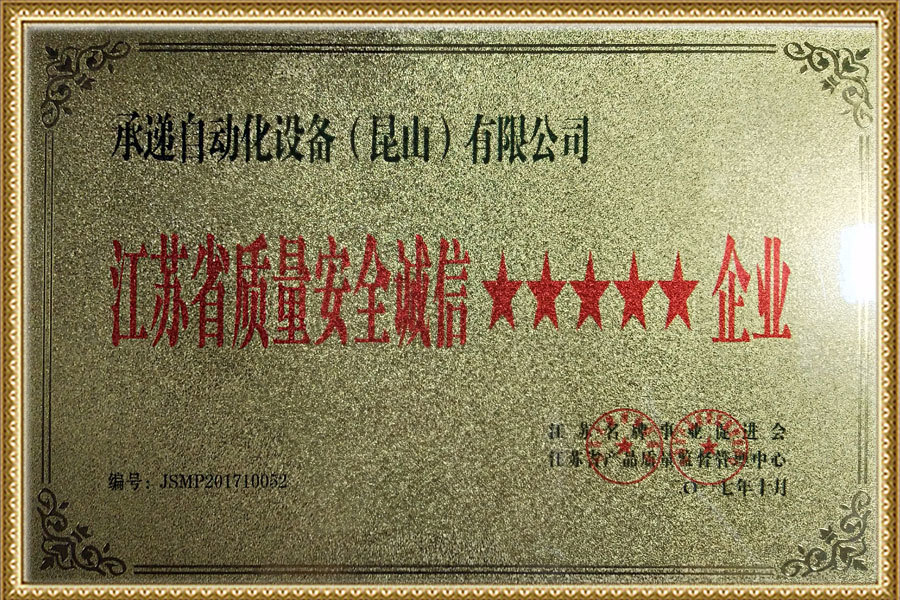 承递自动化设备（昆山）有限公司
江苏省质量安全诚信★★★★★企业
江苏名牌事业促进会
江苏省产品质量监督管理中心
编号：JSMP201710052
二〇一七年十月